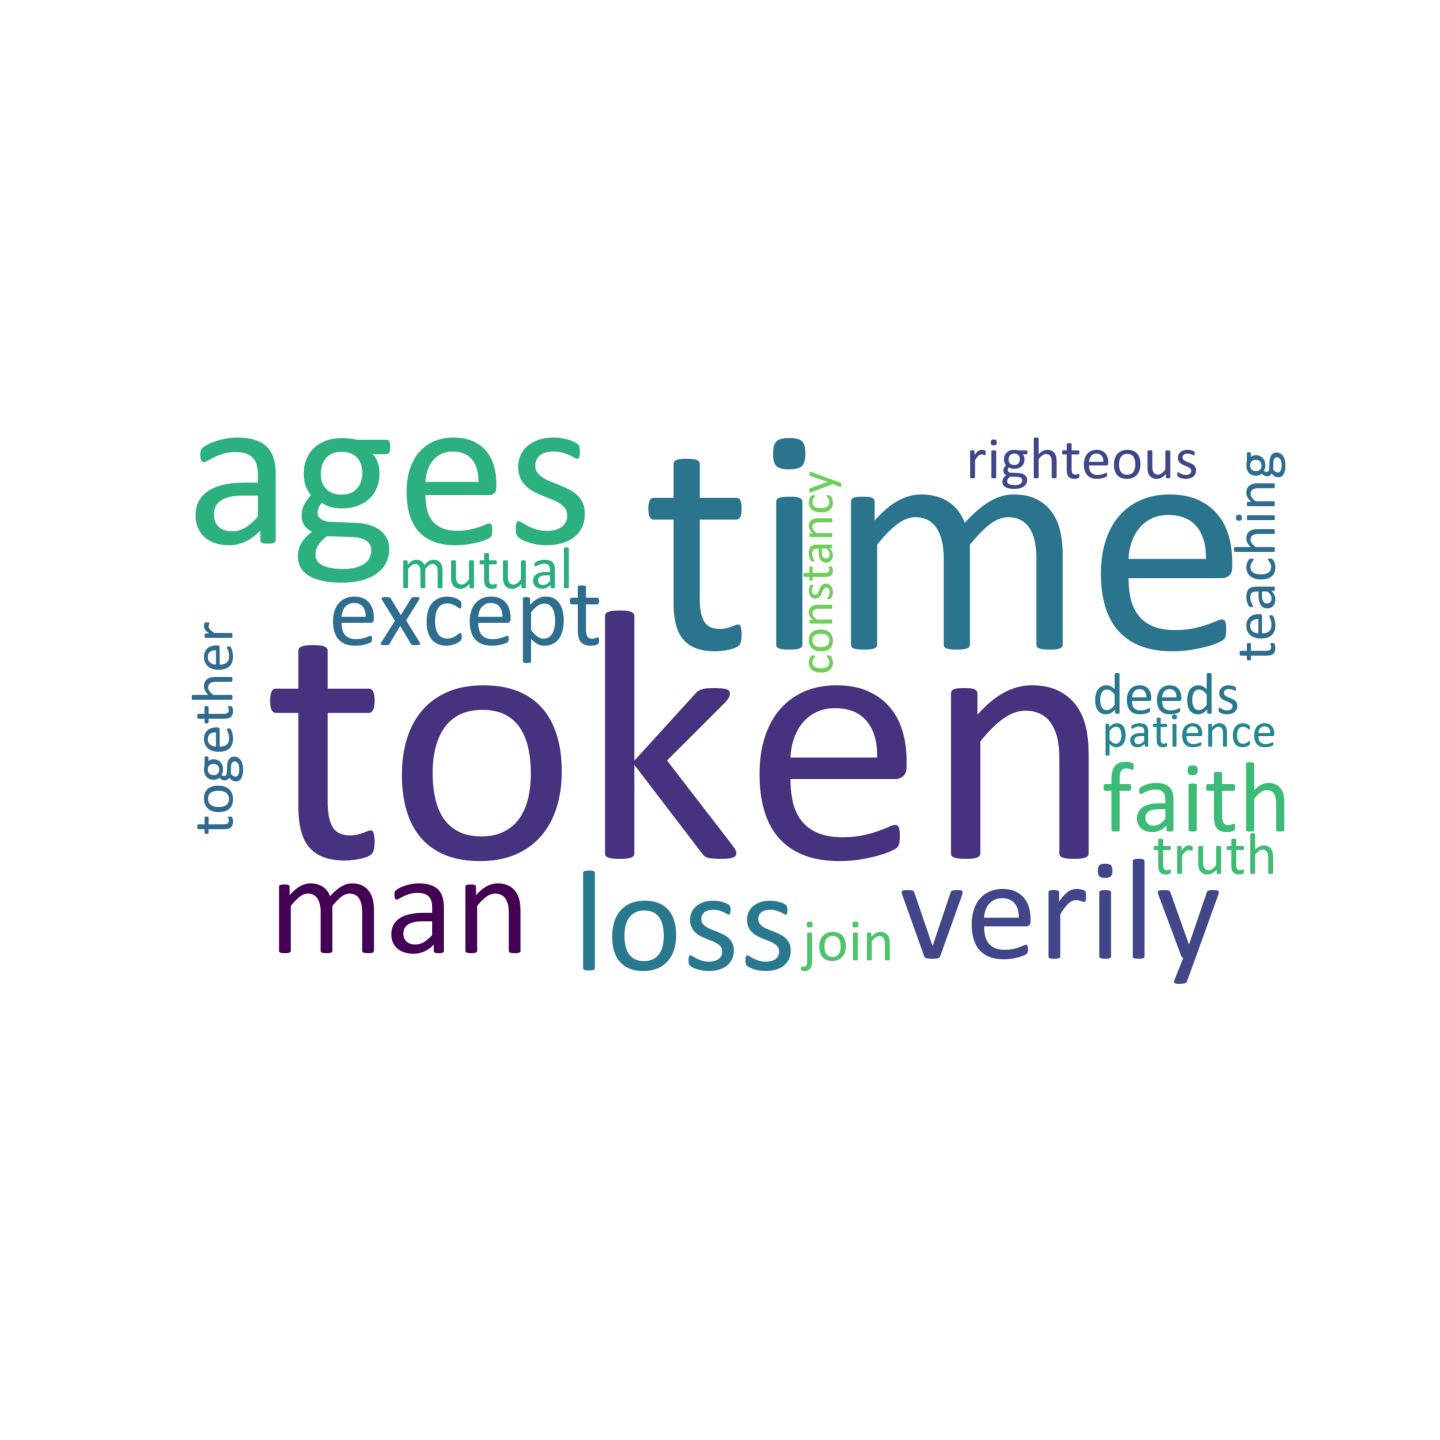 ages
time
righteous
teaching
constancy
mutual
except
together
token
deeds
patience
faith
truth
man
loss
join
verily